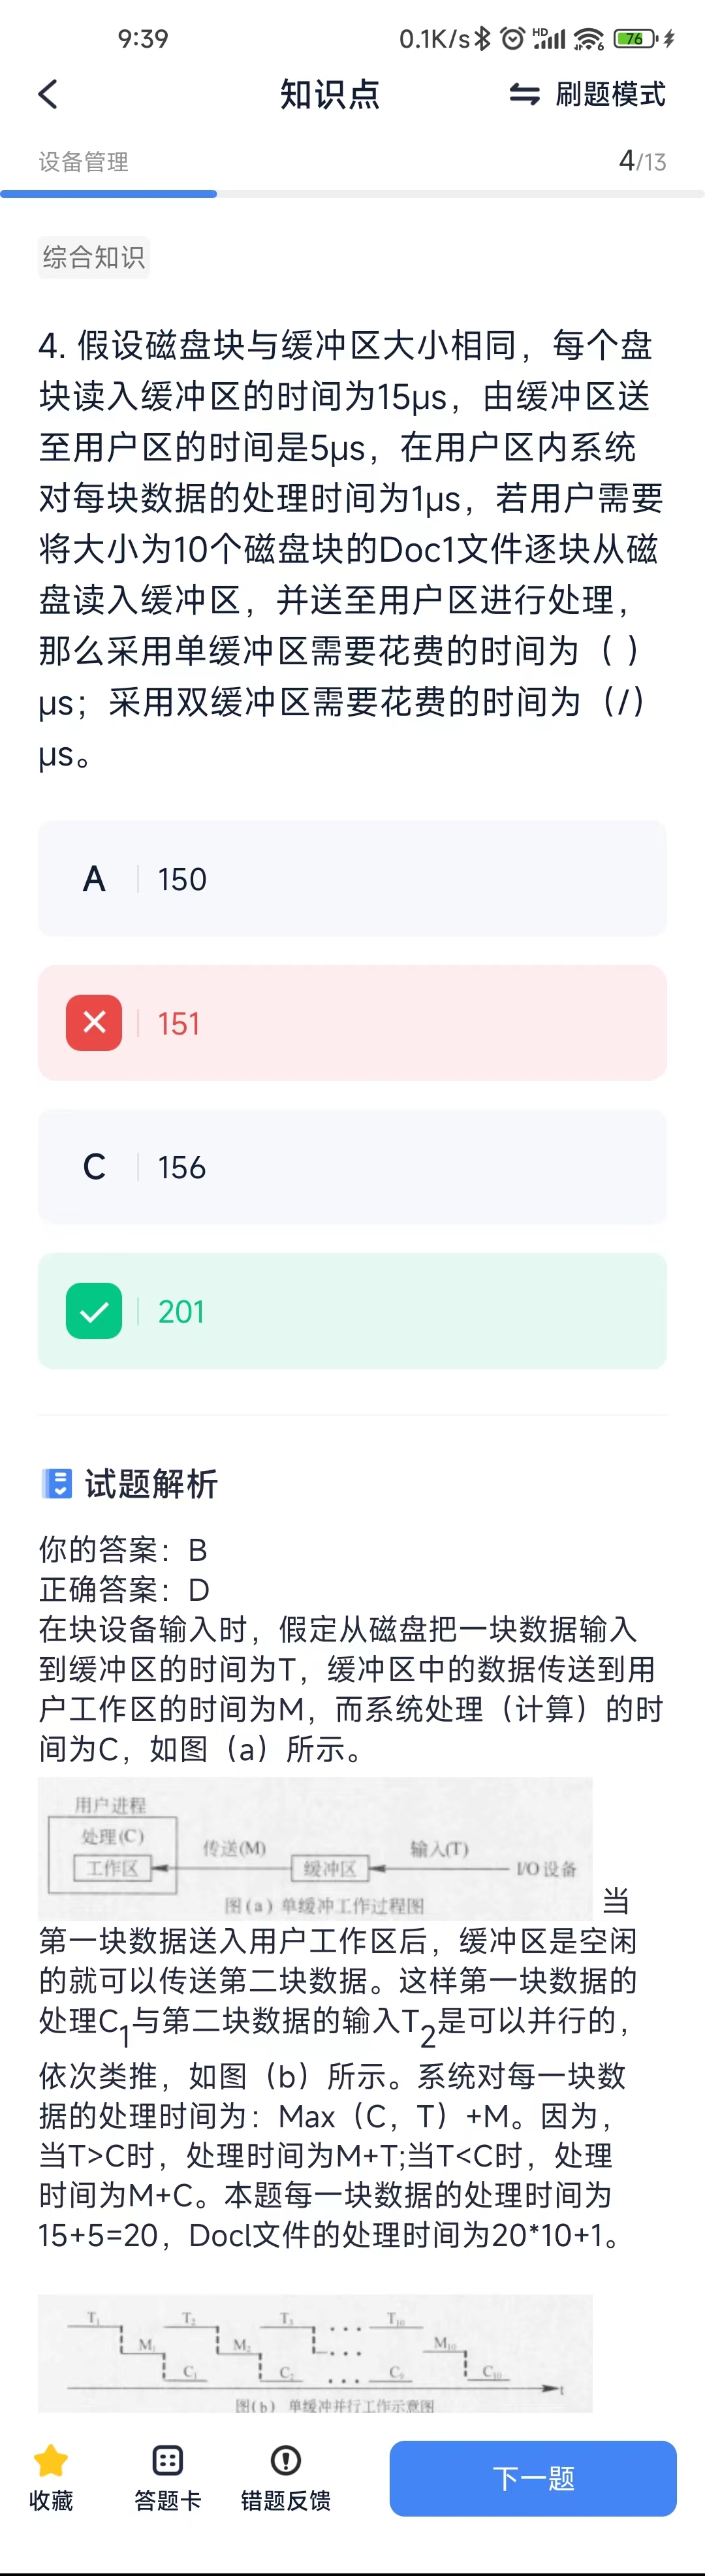 9:39
0.1K/s HD 6 76
知识点
刷题模式
设备管理
4/13
综合知识
4. 假设磁盘块与缓冲区大小相同，每个盘
块读入缓冲区的时间为15μs，由缓冲区送
至用户区的时间是5μs，在用户区内系统
对每块数据的处理时间为1μs，若用户需要
将大小为10个磁盘块的Doc1文件逐块从磁
盘读入缓冲区，并送至用户区进行处理，
那么采用单缓冲区需要花费的时间为（ ）
μs；采用双缓冲区需要花费的时间为（/）
μs。
A 150
151
C 156
201
试题解析
你的答案：B
正确答案：D
在块设备输入时，假定从磁盘把一块数据输入
到缓冲区的时间为T，缓冲区中的数据传送到用
户工作区的时间为M，而系统处理（计算）的时
间为C，如图（a）所示。
用户进程
处理(C)
工作区 传送(M) 缓冲区 输入(T) I/O 设备
图(a) 单缓冲工作过程图
当
第一块数据送入用户工作区后，缓冲区是空闲
的就可以传送第二块数据。这样第一块数据的
处理C1与第二块数据的输入T2是可以并行的，
依次类推，如图（b）所示。系统对每一块数
据的处理时间为：Max（C，T）+M。因为，
当T>C时，处理时间为M+T;当T<C时，处理
时间为M+C。本题每一块数据的处理时间为
15+5=20，Docl文件的处理时间为20*10+1。
T1 T2 T3 ... T10
M1 M2 ... M10
C1 C2 ... C9 C10
t
图(b) 单缓冲并行工作示意图
收藏
答题卡
错题反馈
下一题